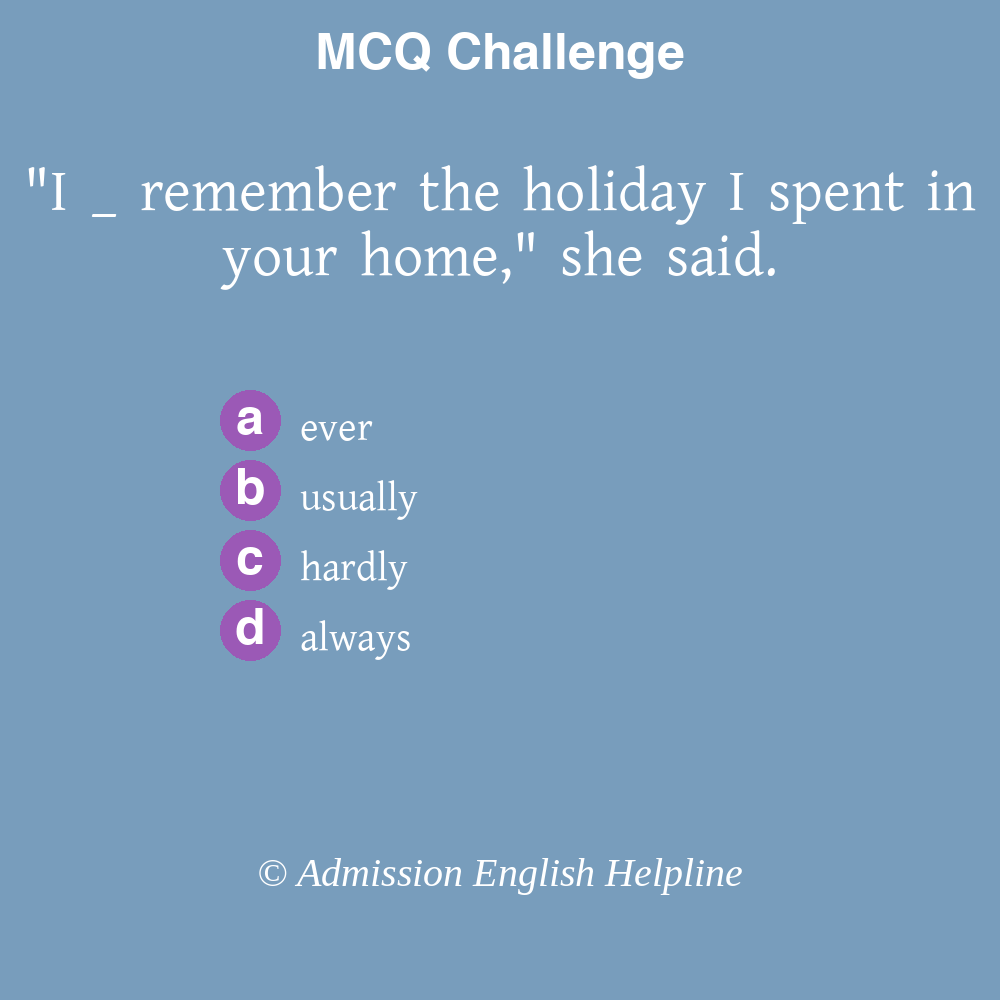 MCQ Challenge
"I _ remember the holiday I spent in
your home," she said.
a ever
b usually
c hardly
d always
© Admission English Helpline